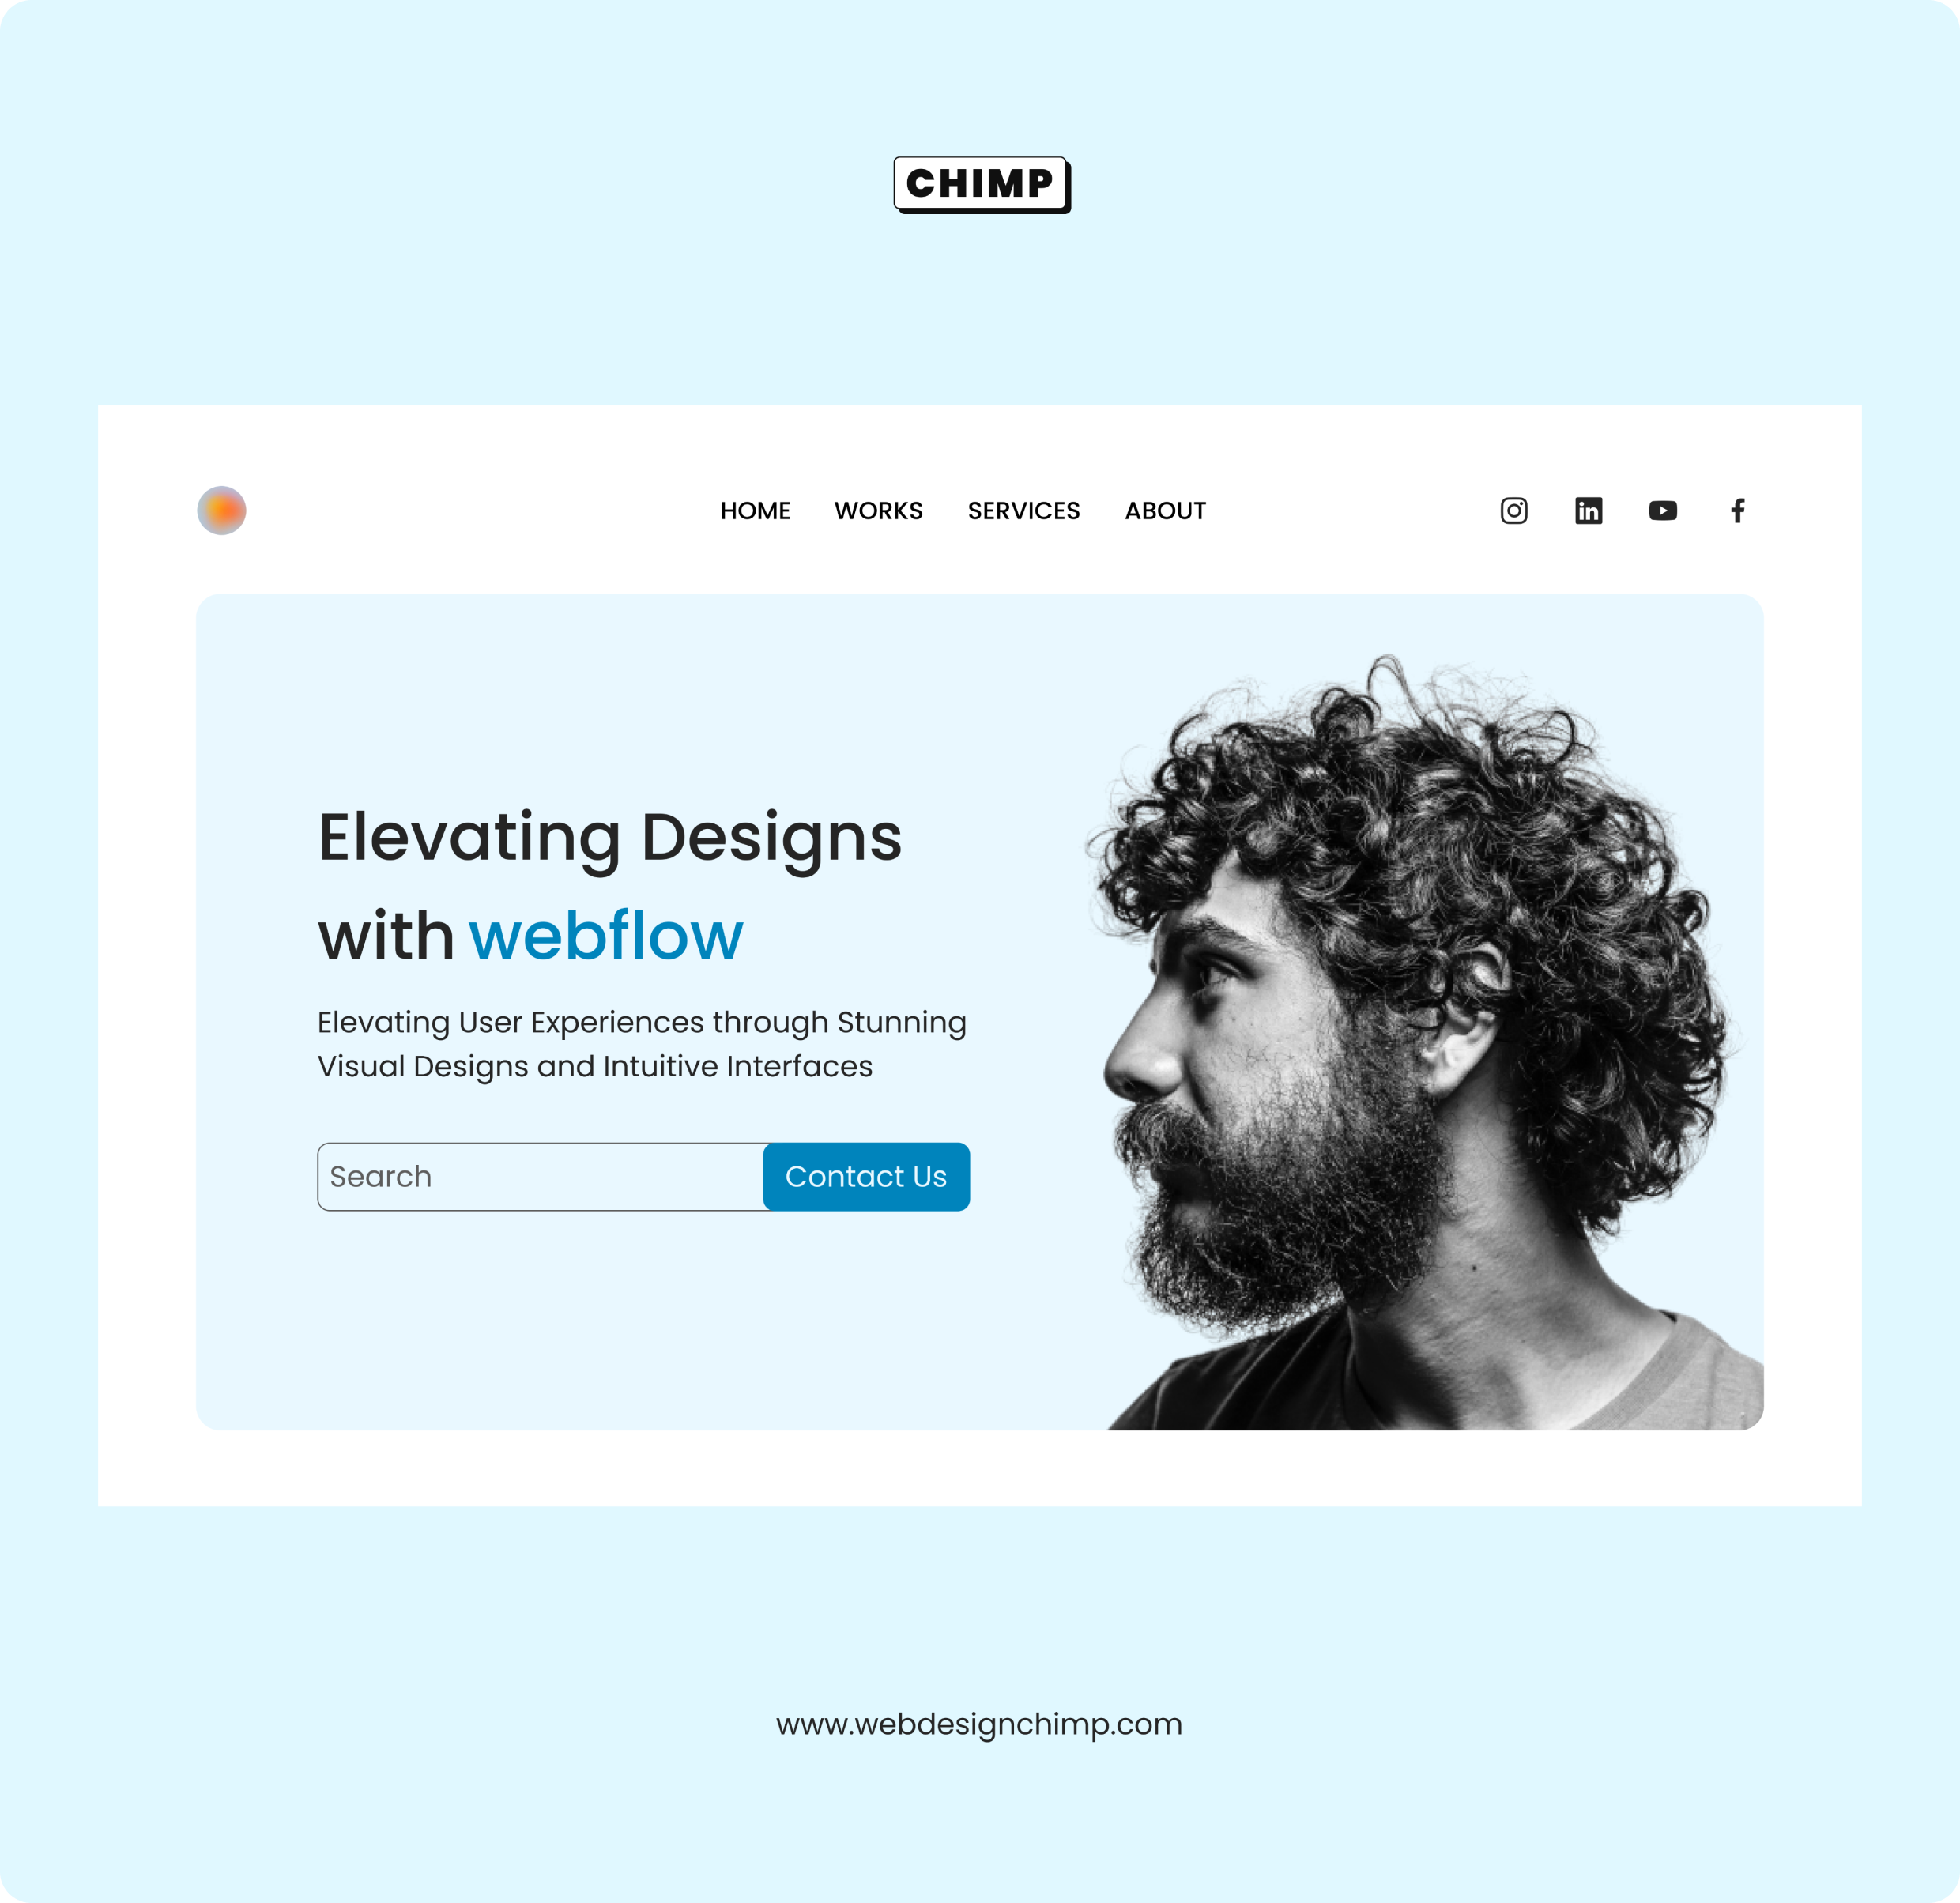 CHIMP
HOME WORKS SERVICES ABOUT
in
f
Elevating Designs
with webflow
Elevating User Experiences through Stunning
Visual Designs and Intuitive Interfaces
Search Contact Us
www.webdesignchimp.com